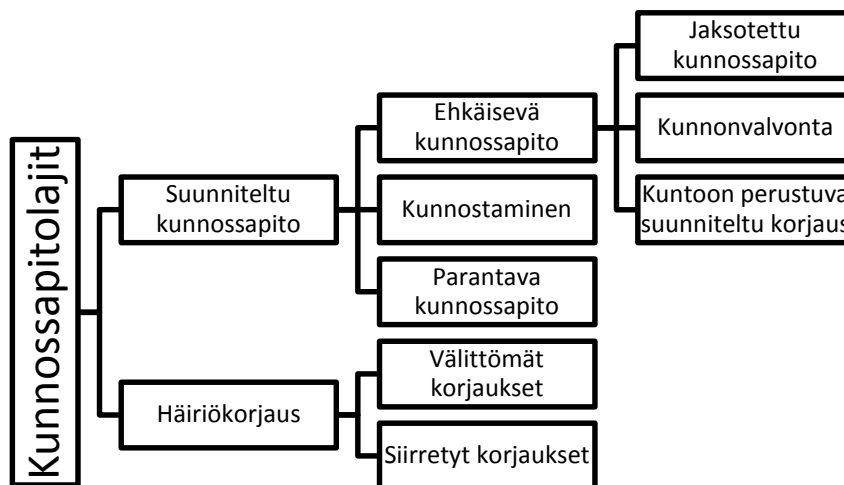 Kunnossapitolajit
Suunniteltu
kunnossapito
Ehkäisevä
kunnossapito
Jaksotettu
kunnossapito
Kunnonvalvonta
Kuntoon perustuva
suunniteltu korjaus
Kunnostaminen
Parantava
kunnossapito
Häiriökorjaus
Välittömät
korjaukset
Siirretyt korjaukset